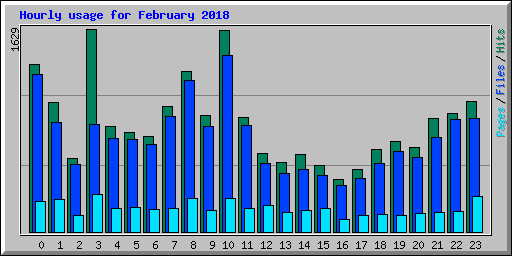 Hourly usage for February 2018
1629
Pages/Files/Hits
0 1 2 3 4 5 6 7 8 9 10 11 12 13 14 15 16 17 18 19 20 21 22 23